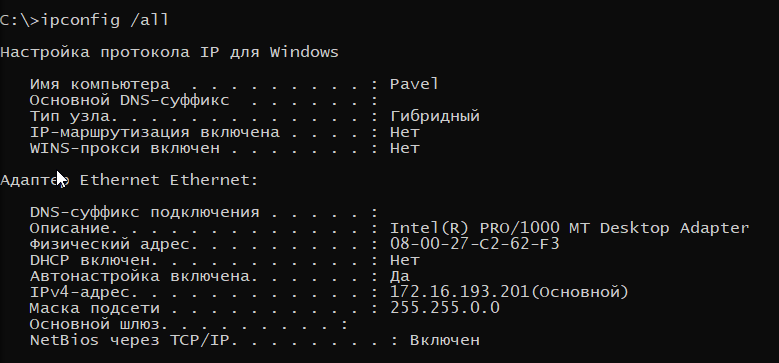 C:\>ipconfig /all
Настройка протокола IP для Windows
Имя компьютера . . . . . . . . . : Pavel
Основной DNS-суффикс . . . . . . :
Тип узла. . . . . . . . . . . . . : Гибридный
IP-маршрутизация включена . . . . : Нет
WINS-прокси включен . . . . . . . : Нет
Адаптер Ethernet Ethernet:
DNS-суффикс подключения . . . . . :
Описание. . . . . . . . . . . . . : Intel(R) PRO/1000 MT Desktop Adapter
Физический адрес. . . . . . . . . : 08-00-27-C2-62-F3
DHCP включен. . . . . . . . . . . : Нет
Автонастройка включена. . . . . . : Да
IPv4-адрес. . . . . . . . . . . . : 172.16.193.201(Основной)
Маска подсети . . . . . . . . . . : 255.255.0.0
Основной шлюз. . . . . . . . . :
NetBios через TCP/IP. . . . . . . . : Включен